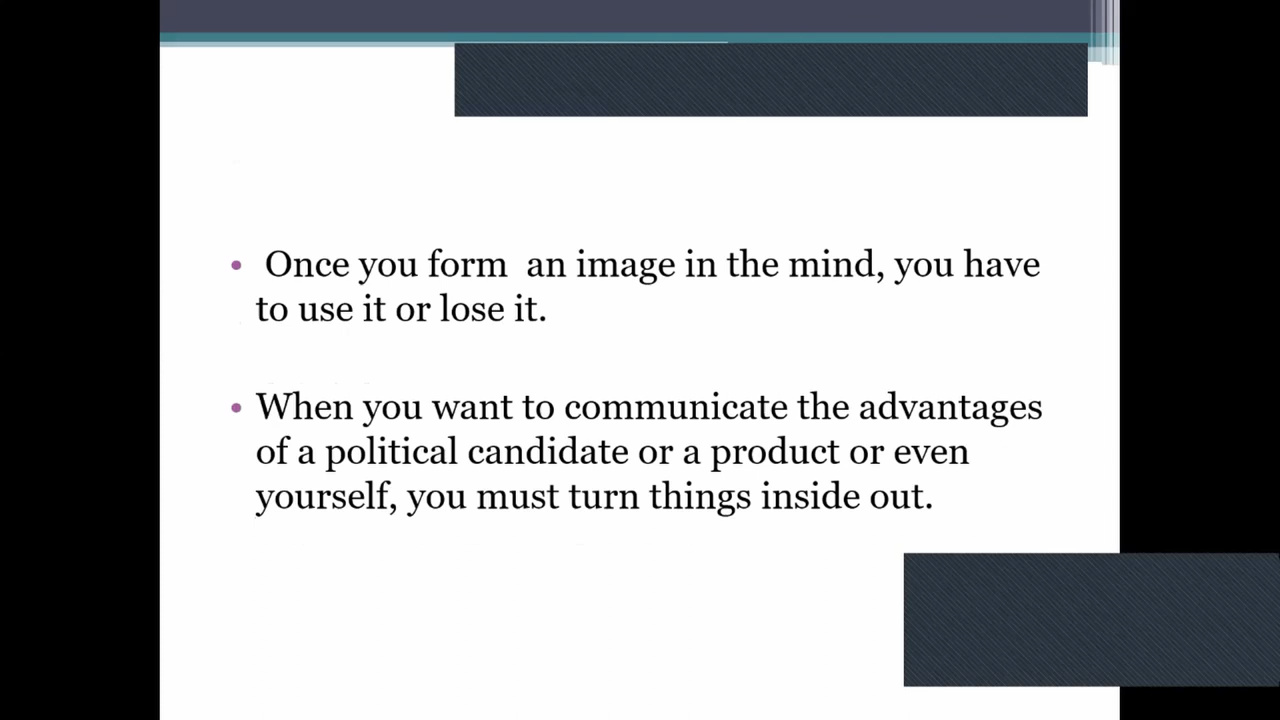 • Once you form  an image in the mind, you have
to use it or lose it.
• When you want to communicate the advantages
of a political candidate or a product or even
yourself, you must turn things inside out.